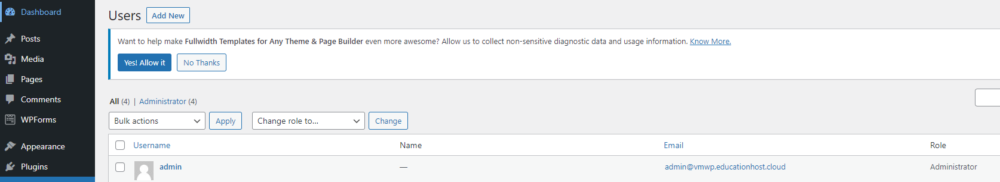 Dashboard
Posts
Media
Pages
Comments
WPForms
Appearance
Plugins
Users Add New
Want to help make Fullwidth Templates for Any Theme & Page Builder even more awesome? Allow us to collect non-sensitive diagnostic data and usage information. Know More.
Yes! Allow it No Thanks
All (4) | Administrator (4)
Bulk actions Apply Change role to... Change
Username Name Email Role
admin — admin@vmwp.educationhost.cloud Administrator